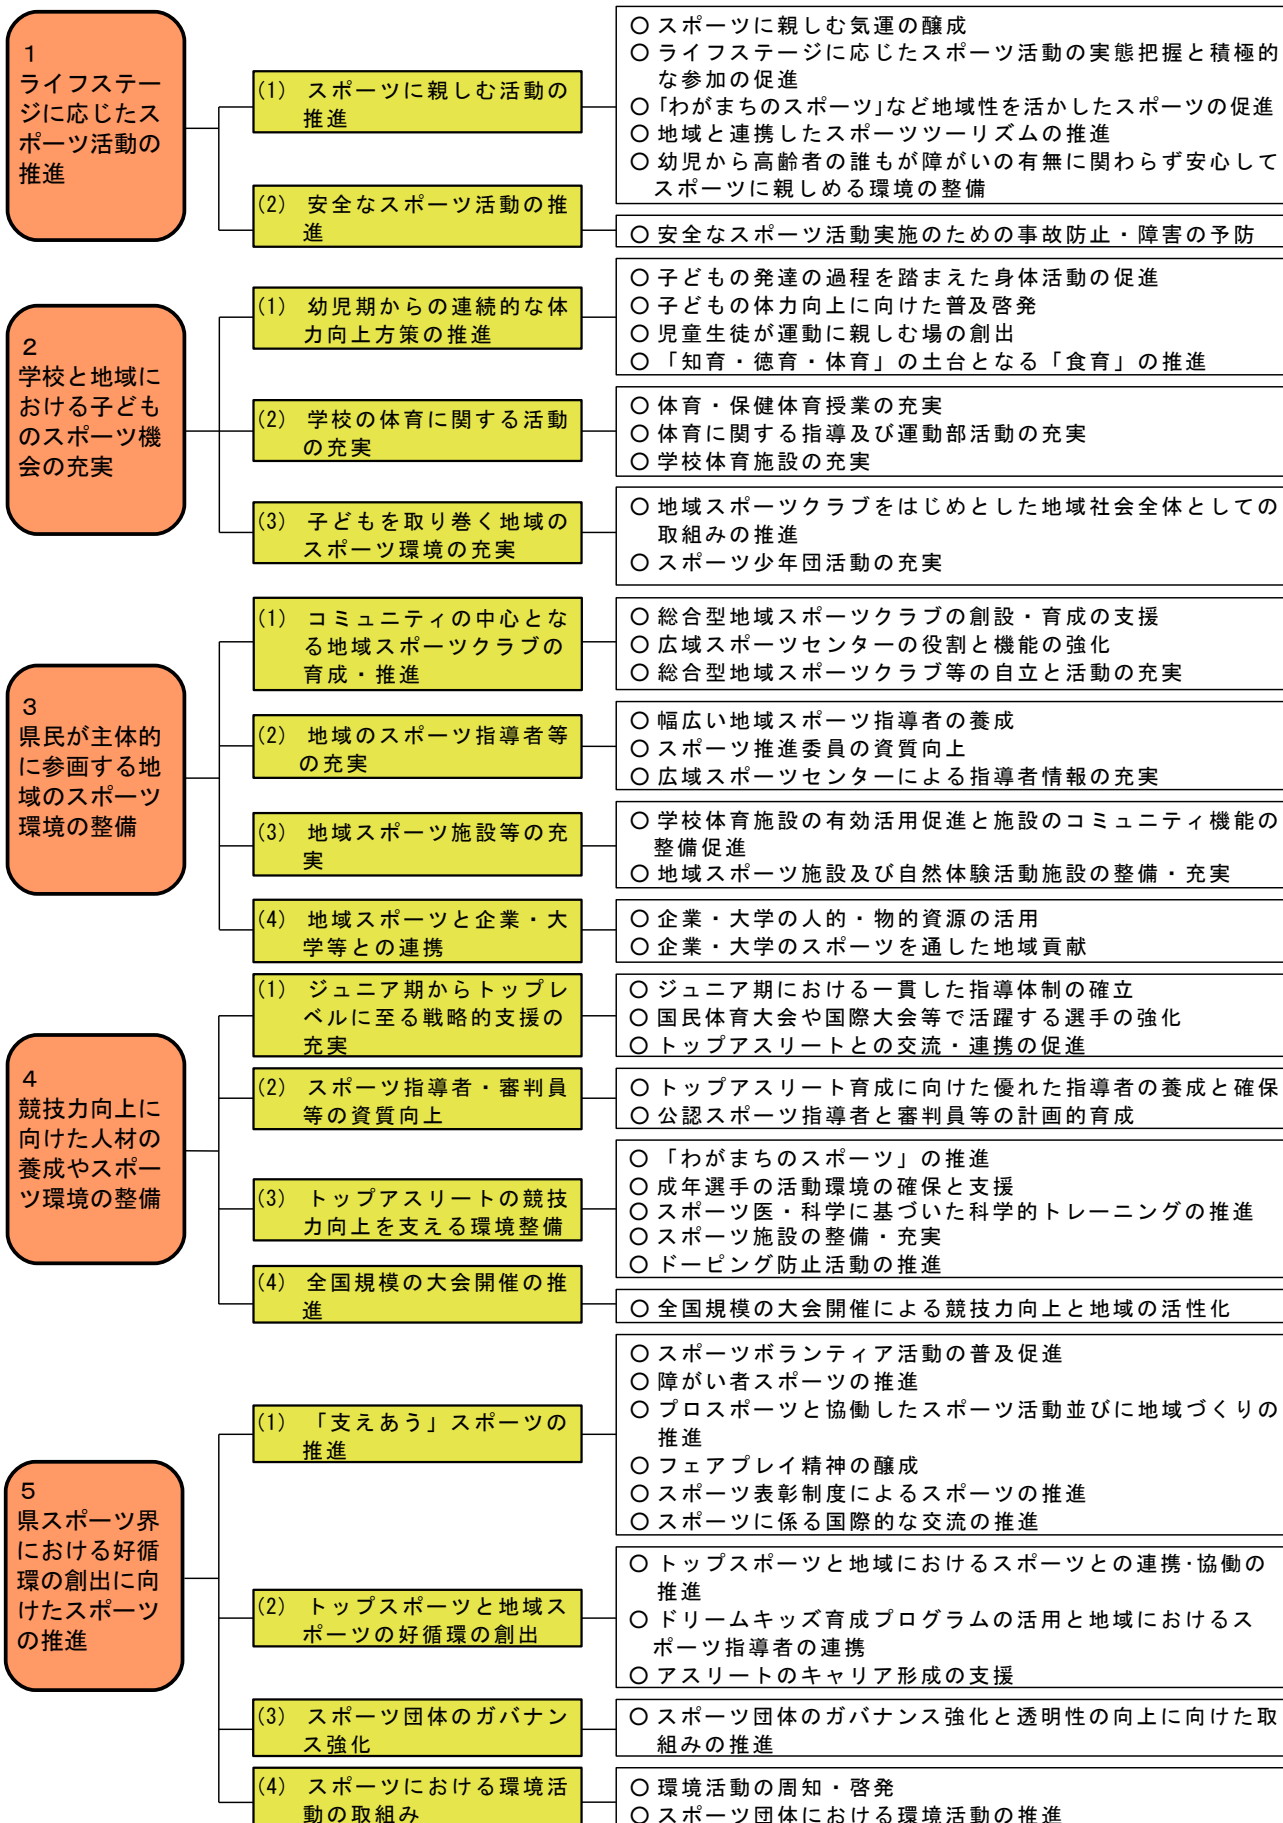 1
ライフステー
ジに応じたス
ポーツ活動の
推進
(1) スポーツに親しむ活動の
推進
〇 スポーツに親しむ気運の醸成
〇 ライフステージに応じたスポーツ活動の実態把握と積極的
な参加の促進
〇 「わがまちのスポーツ」など地域性を活かしたスポーツの促進
〇 地域と連携したスポーツツーリズムの推進
〇 幼児から高齢者の誰もが障がいの有無に関わらず安心して
スポーツに親しめる環境の整備
(2) 安全なスポーツ活動の推
進
〇 安全なスポーツ活動実施のための事故防止・障害の予防
2
学校と地域に
おける子ども
のスポーツ機
会の充実
(1) 幼児期からの連続的な体
力向上方策の推進
〇 子どもの発達の過程を踏まえた身体活動の促進
〇 子どもの体力向上に向けた普及啓発
〇 児童生徒が運動に親しむ場の創出
〇 「知育・徳育・体育」の土台となる「食育」の推進
(2) 学校の体育に関する活動
の充実
〇 体育・保健体育授業の充実
〇 体育に関する指導及び運動部活動の充実
〇 学校体育施設の充実
(3) 子どもを取り巻く地域の
スポーツ環境の充実
〇 地域スポーツクラブをはじめとした地域社会全体としての
取組みの推進
〇 スポーツ少年団活動の充実
3
県民が主体的
に参画する地
域のスポーツ
環境の整備
(1) コミュニティの中心とな
る地域スポーツクラブの
育成・推進
〇 総合型地域スポーツクラブの創設・育成の支援
〇 広域スポーツセンターの役割と機能の強化
〇 総合型地域スポーツクラブ等の自立と活動の充実
(2) 地域のスポーツ指導者等
の充実
〇 幅広い地域スポーツ指導者の養成
〇 スポーツ推進委員の資質向上
〇 広域スポーツセンターによる指導者情報の充実
(3) 地域スポーツ施設等の充
実
〇 学校体育施設の有効活用促進と施設のコミュニティ機能の
整備促進
〇 地域スポーツ施設及び自然体験活動施設の整備・充実
(4) 地域スポーツと企業・大
学等との連携
〇 企業・大学の人的・物的資源の活用
〇 企業・大学のスポーツを通した地域貢献
4
競技力向上に
向けた人材の
養成やスポー
ツ環境の整備
(1) ジュニア期からトップレ
ベルに至る戦略的支援の
充実
〇 ジュニア期における一貫した指導体制の確立
〇 国民体育大会や国際大会等で活躍する選手の強化
〇 トップアスリートとの交流・連携の促進
(2) スポーツ指導者・審判員
等の資質向上
〇 トップアスリート育成に向けた優れた指導者の養成と確保
〇 公認スポーツ指導者と審判員等の計画的育成
(3) トップアスリートの競技
力向上を支える環境整備
〇 「わがまちのスポーツ」の推進
〇 成年選手の活動環境の確保と支援
〇 スポーツ医・科学に基づいた科学的トレーニングの推進
〇 スポーツ施設の整備・充実
〇 ドーピング防止活動の推進
(4) 全国規模の大会開催の推
進
〇 全国規模の大会開催による競技力向上と地域の活性化
5
県スポーツ界
における好循
環の創出に向
けたスポーツ
の推進
(1) 「支えあう」スポーツの
推進
〇 スポーツボランティア活動の普及促進
〇 障がい者スポーツの推進
〇 プロスポーツと協働したスポーツ活動並びに地域づくりの
推進
〇 フェアプレイ精神の醸成
〇 スポーツ表彰制度によるスポーツの推進
〇 スポーツに係る国際的な交流の推進
(2) トップスポーツと地域ス
ポーツの好循環の創出
〇 トップスポーツと地域におけるスポーツとの連携・協働の
推進
〇 ドリームキッズ育成プログラムの活用と地域におけるス
ポーツ指導者の連携
〇 アスリートのキャリア形成の支援
(3) スポーツ団体のガバナン
ス強化
〇 スポーツ団体のガバナンス強化と透明性の向上に向けた取
組みの推進
(4) スポーツにおける環境活
動の取組み
〇 環境活動の周知・啓発
〇 スポーツ団体における環境活動の推進